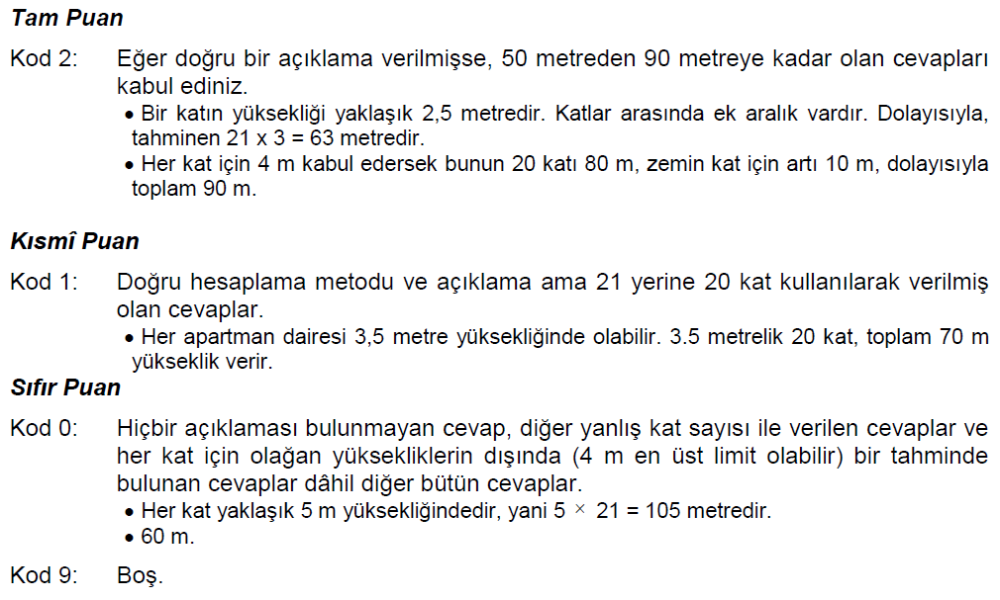 Tam Puan
Kod 2: Eğer doğru bir açıklama verilmişse, 50 metreden 90 metreye kadar olan cevapları
kabul ediniz.
• Bir katın yüksekliği yaklaşık 2,5 metredir. Katlar arasında ek aralık vardır. Dolayısıyla,
tahminen 21 x 3 = 63 metredir.
• Her kat için 4 m kabul edersek bunun 20 katı 80 m, zemin kat için artı 10 m, dolayısıyla
toplam 90 m.
Kısmî Puan
Kod 1: Doğru hesaplama metodu ve açıklama ama 21 yerine 20 kat kullanılarak verilmiş
olan cevaplar.
• Her apartman dairesi 3,5 metre yüksekliğinde olabilir. 3.5 metrelik 20 kat, toplam 70 m
yükseklik verir.
Sıfır Puan
Kod 0: Hiçbir açıklaması bulunmayan cevap, diğer yanlış kat sayısı ile verilen cevaplar ve
her kat için olağan yüksekliklerin dışında (4 m en üst limit olabilir) bir tahminde
bulunan cevaplar dâhil diğer bütün cevaplar.
• Her kat yaklaşık 5 m yüksekliğindedir, yani 5 × 21 = 105 metredir.
• 60 m.
Kod 9: Boş.